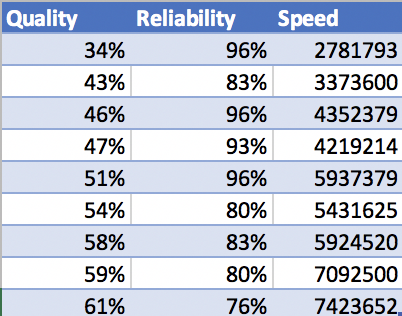 Quality Reliability Speed
34% 96% 2781793
43% 83% 3373600
46% 96% 4352379
47% 93% 4219214
51% 96% 5937379
54% 80% 5431625
58% 83% 5924520
59% 80% 7092500
61% 76% 7423652